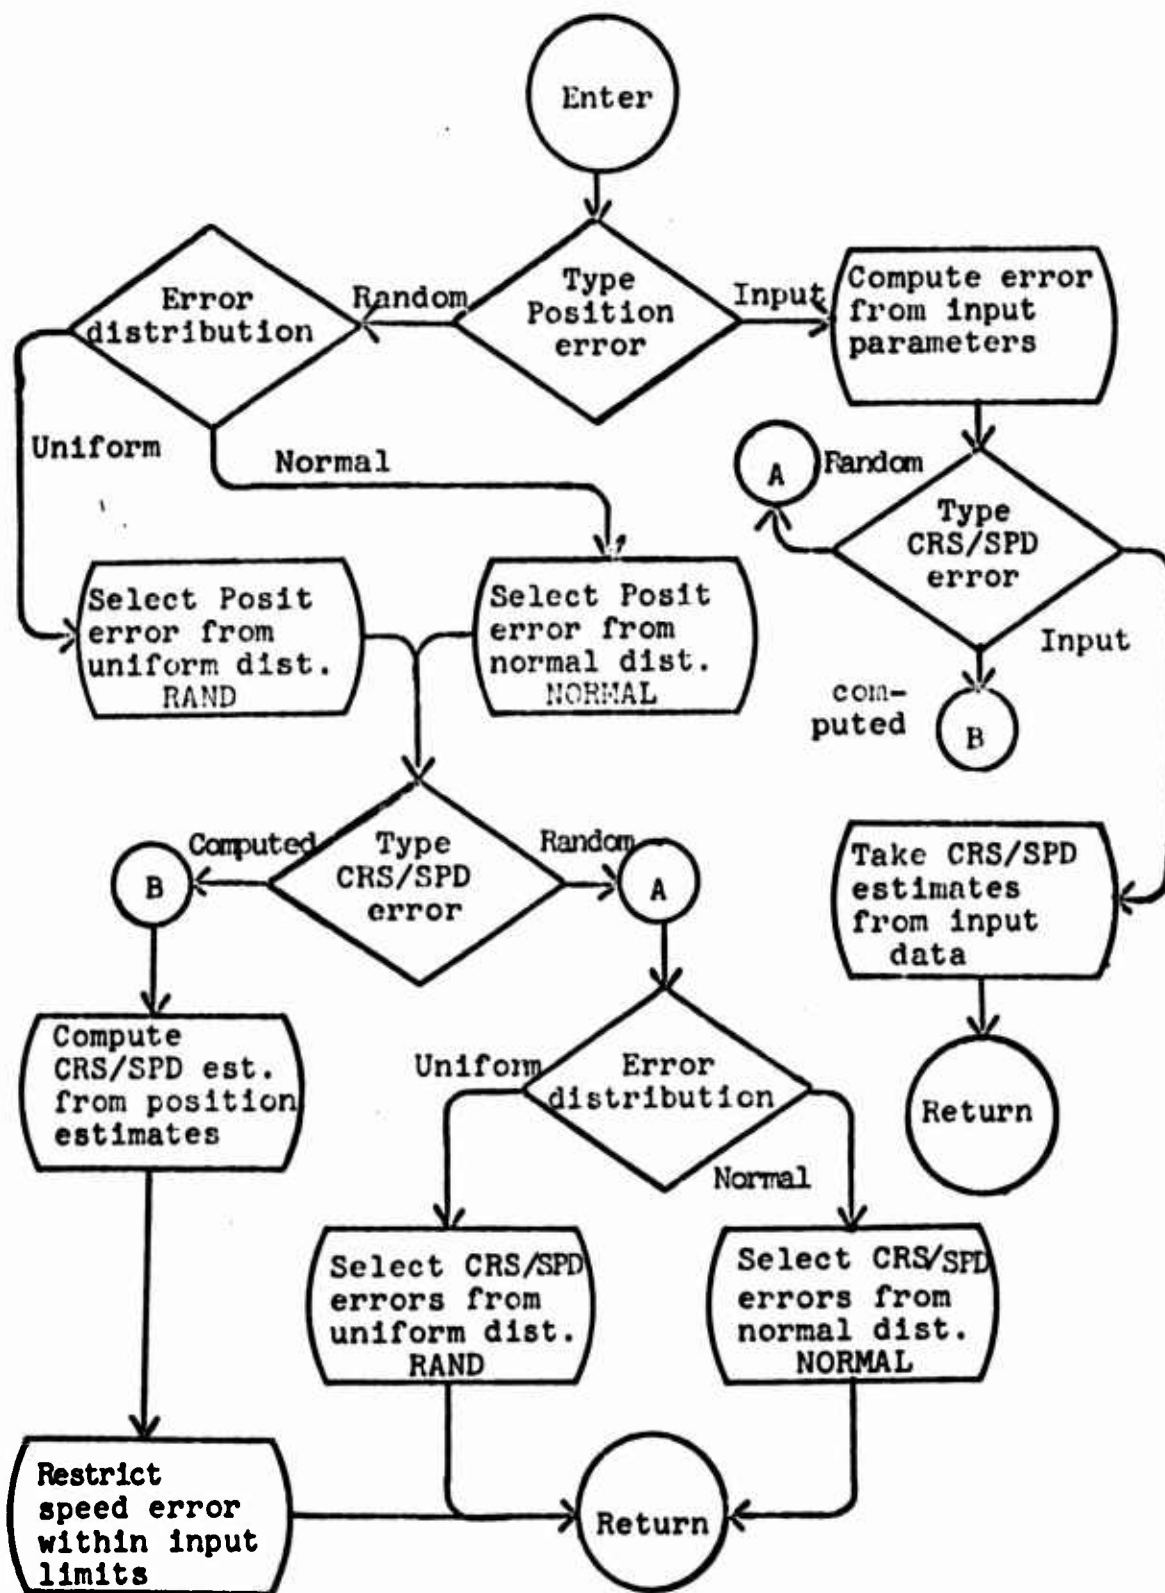 Enter
Error
distribution
Random
Type
Position
error
Input
Compute error
from input
parameters
Uniform
Normal
A
Random
Type
CRS/SPD
error
Input
com-
puted
B
Select Posit
error from
uniform dist.
RAND
Select Posit
error from
normal dist.
NORMAL
Computed
Type
CRS/SPD
error
Random
B
A
Take CRS/SPD
estimates
from input
data
Compute
CRS/SPD est.
from position
estimates
Uniform
Error
distribution
Normal
Return
Select CRS/SPD
errors from
uniform dist.
RAND
Select CRS/SPD
errors from
normal dist.
NORMAL
Restrict
speed error
within input
limits
Return